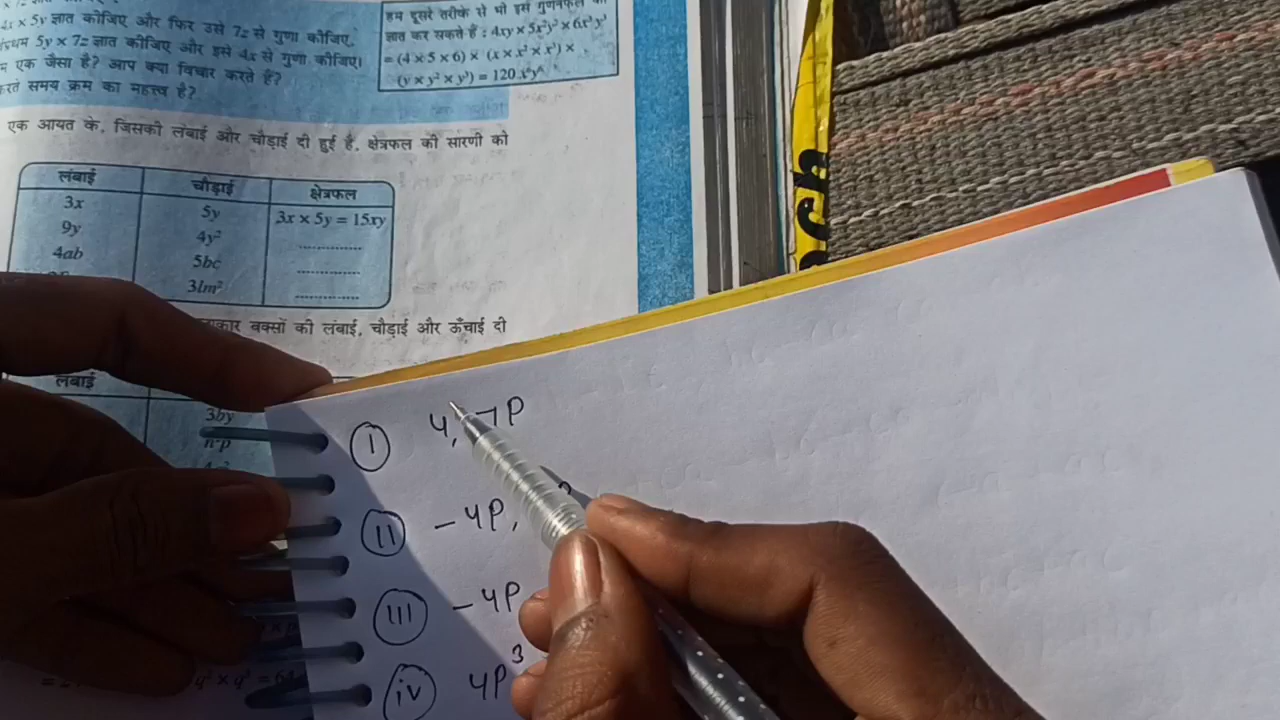 4x × 5y ज्ञात कीजिए और फिर उसे 7z से गुणा कीजिए,
5y × 7z ज्ञात कीजिए और इसे 4x से गुणा कीजिए।
एक जैसा है? आप क्या विचार करते हैं?
करते समय क्रम का महत्त्व है?
हम दूसरे तरीके से भी इस गुणनफल को
ज्ञात कर सकते हैं : 4xy × 5x²y² × 6x³y³
= (4 × 5 × 6) × (x × x² × x³) ×
(y × y² × y³) = 120 x⁶y⁶
एक आयत के, जिसकी लंबाई और चौड़ाई दी हुई है, क्षेत्रफल की सारणी को
लंबाई चौड़ाई क्षेत्रफल
3x 5y 3x × 5y = 15xy
9y 4y² ..............
4ab 5bc ..............
3lm² ..............
बक्सों की लंबाई, चौड़ाई और ऊँचाई दी
लंबाई
3by
① 4, 7P
② -4P,
③ -4P
④ 4P³